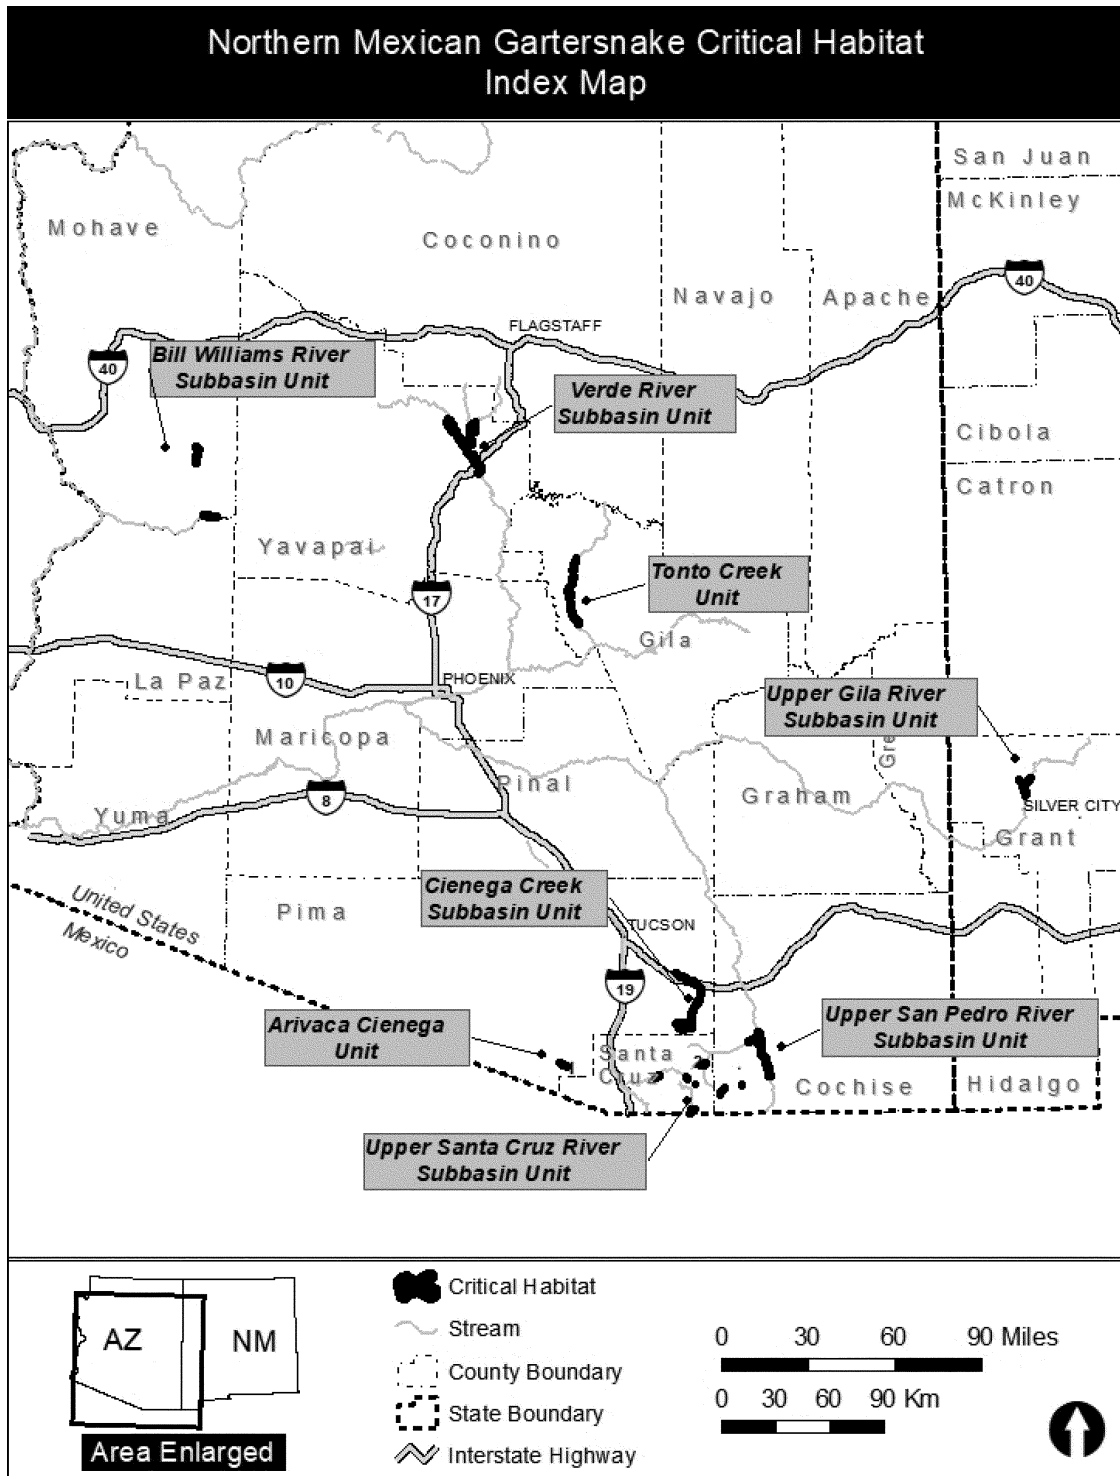 Northern Mexican Gartersnake Critical Habitat
Index Map
San Juan
McKinley
Mohave
Coconino
Navajo
Apache
40
FLAGSTAFF
Bill Williams River
Subbasin Unit
40
Verde River
Subbasin Unit
Cibola
Catron
Yavapai
Tonto Creek
Unit
17
Gila
La Paz
10
PHOENIX
Upper Gila River
Subbasin Unit
Maricopa
Gre
Pinal
8
Graham
Yuma
SILVER CITY
Grant
Cienega Creek
Subbasin Unit
United States
Mexico
Pima
TUCSON
19
Arivaca Cienega
Unit
Upper San Pedro River
Subbasin Unit
Santa
Cruz
Cochise
Hidalgo
Upper Santa Cruz River
Subbasin Unit
AZ
NM
Area Enlarged
Critical Habitat
Stream
County Boundary
State Boundary
Interstate Highway
0 30 60 90 Miles
0 30 60 90 Km